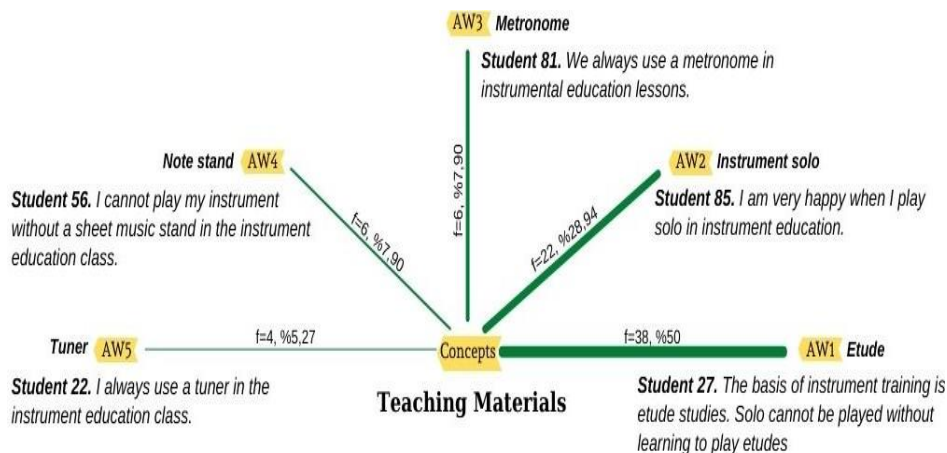 AW3 Metronome
Student 81. We always use a metronome in
instrumental education lessons.
Note stand AW4
Student 56. I cannot play my instrument
without a sheet music stand in the instrument
education class.
AW2 Instrument solo
Student 85. I am very happy when I play
solo in instrument education.
f=6, %7,90
f=6, %7,90
f=22, %28,94
Tuner AW5
f=4, %5,27
Concepts
f=38, %50
AW1 Etude
Student 22. I always use a tuner in the
instrument education class.
Teaching Materials
Student 27. The basis of instrument training is
etude studies. Solo cannot be played without
learning to play etudes